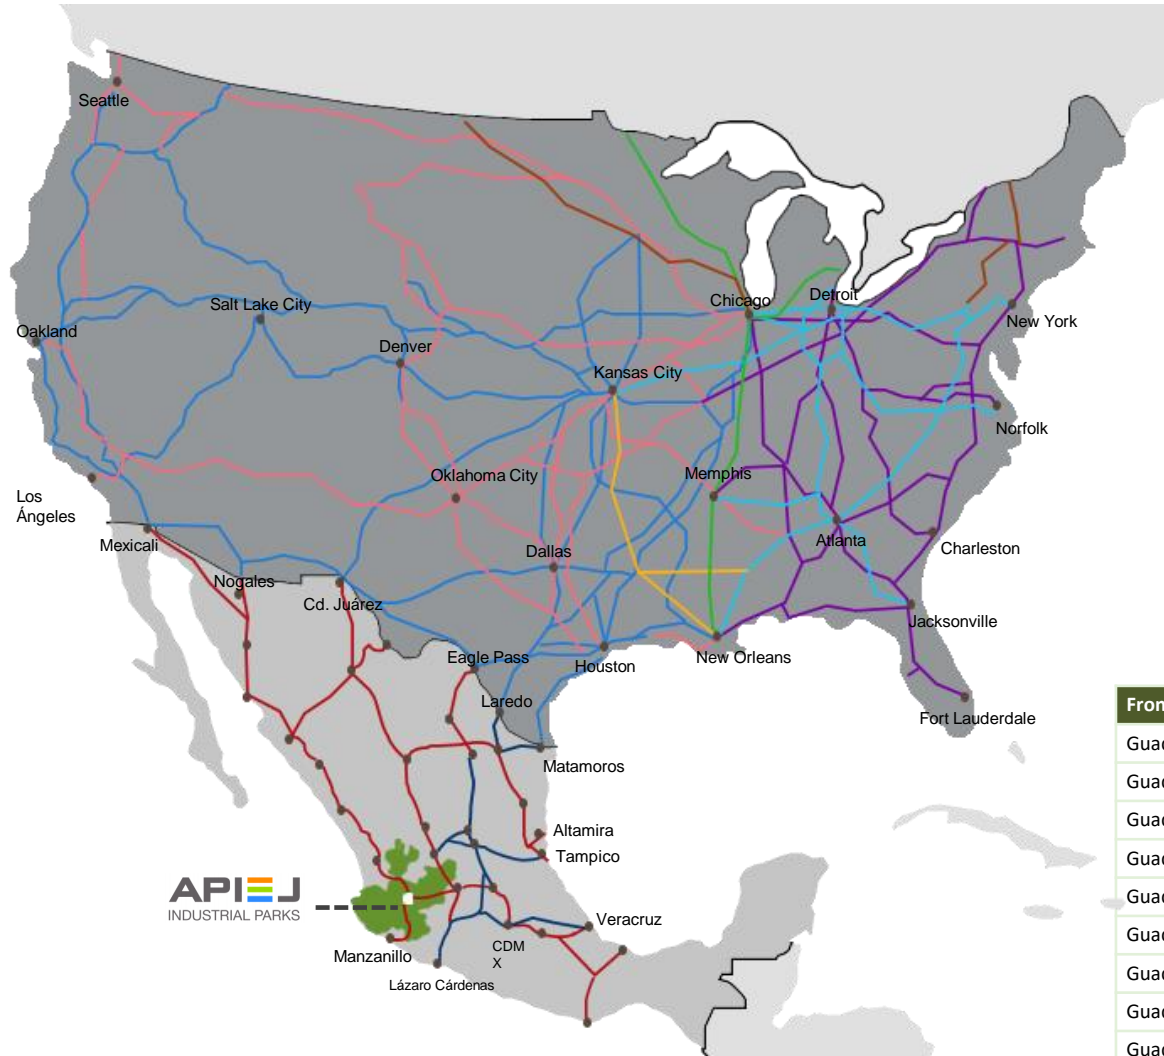 Seattle
Salt Lake City
Oakland
Denver
Chicago
Detroit
New York
Kansas City
Norfolk
Oklahoma City
Memphis
Los
Ángeles
Mexicali
Dallas
Atlanta
Charleston
Nogales
Cd. Juárez
Jacksonville
Eagle Pass
Houston
New Orleans
Laredo
Fort Lauderdale
Matamoros
Altamira
Tampico
APIEJ
INDUSTRIAL PARKS
Veracruz
Manzanillo
CDM
X
Lázaro Cárdenas